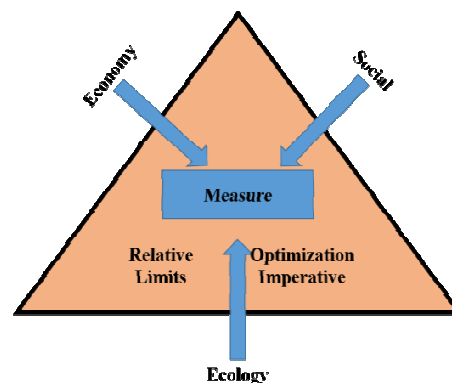 Economy
Social
Measure
Relative
Limits
Optimization
Imperative
Ecology